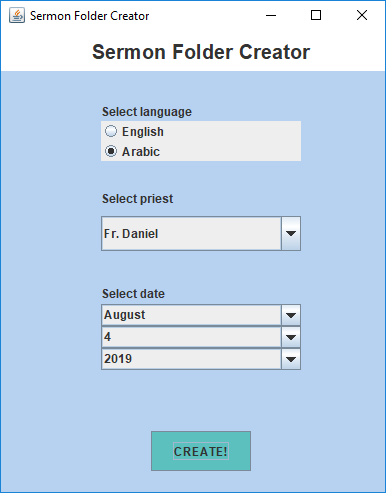 Sermon Folder Creator
Sermon Folder Creator
Select language
English
Arabic
Select priest
Fr. Daniel
Select date
August
4
2019
CREATE!